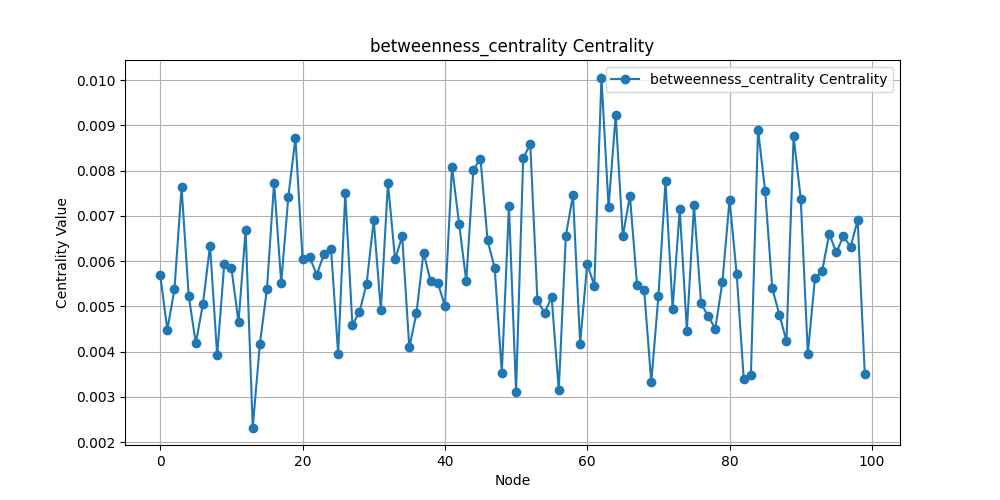 betweenness_centrality Centrality
betweenness_centrality Centrality
Centrality Value
0.010
0.009
0.008
0.007
0.006
0.005
0.004
0.003
0.002
0 20 40 60 80 100
Node